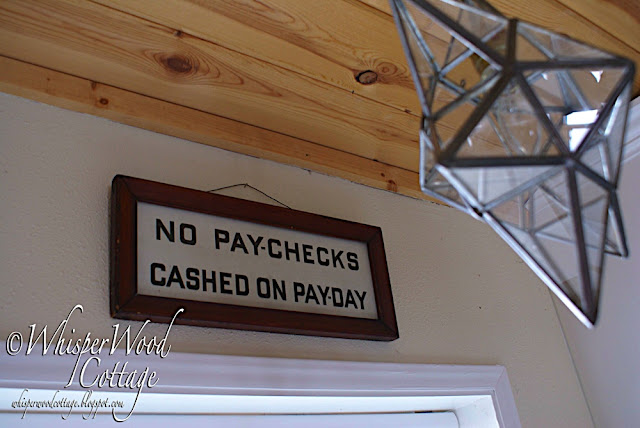 NO PAY-CHECKS
CASHED ON PAY-DAY
©WhisperWood
Cottage
whisperwoodcottage.blogspot.com